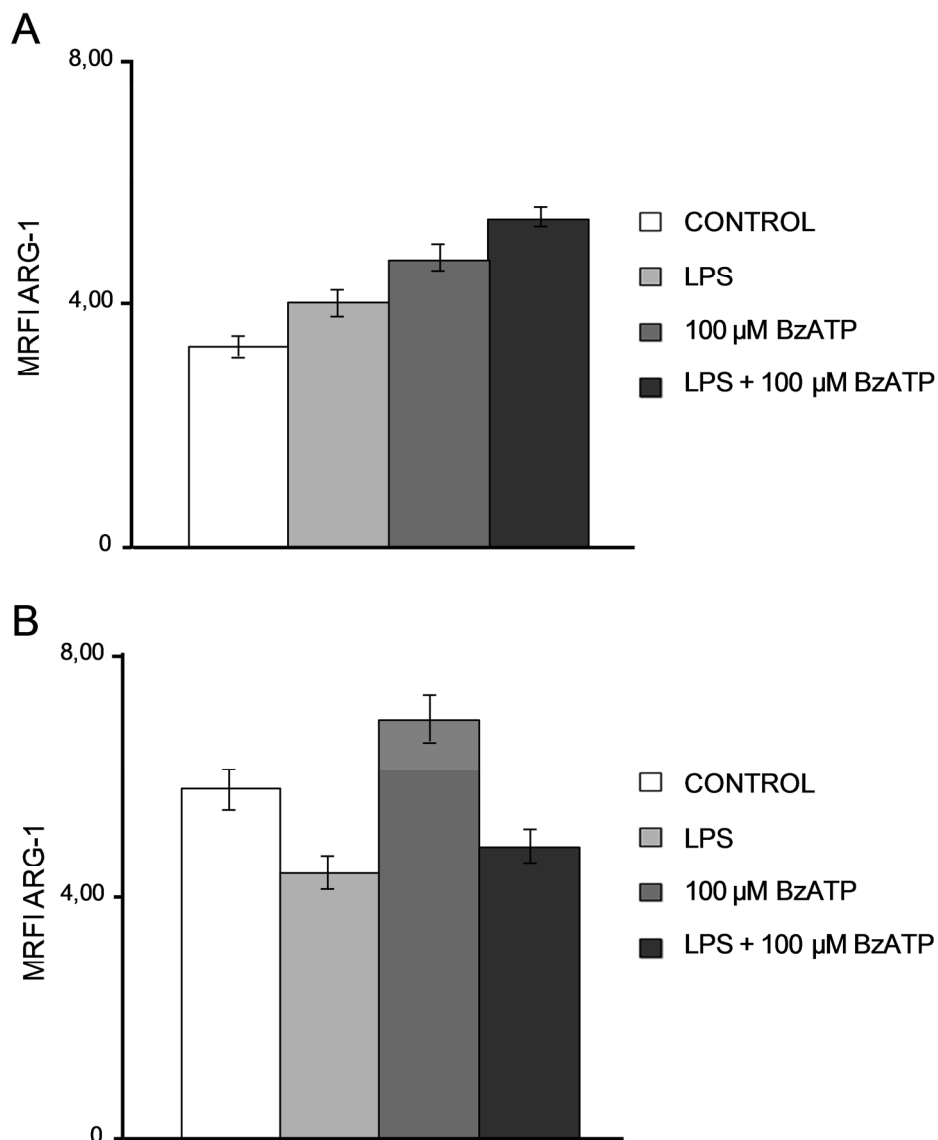 A
8,00
MRFI ARG-1
4,00
0
CONTROL
LPS
100 µM BzATP
LPS + 100 µM BzATP
B
8,00
MRFI ARG-1
4,00
0
CONTROL
LPS
100 µM BzATP
LPS + 100 µM BzATP